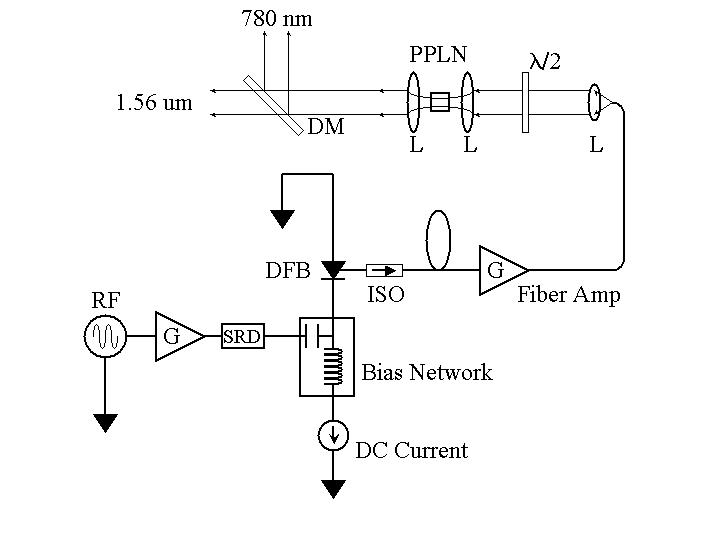 780 nm
PPLN
λ/2
1.56 um
DM
L
L
L
DFB
ISO
G
Fiber Amp
RF
G
SRD
Bias Network
DC Current